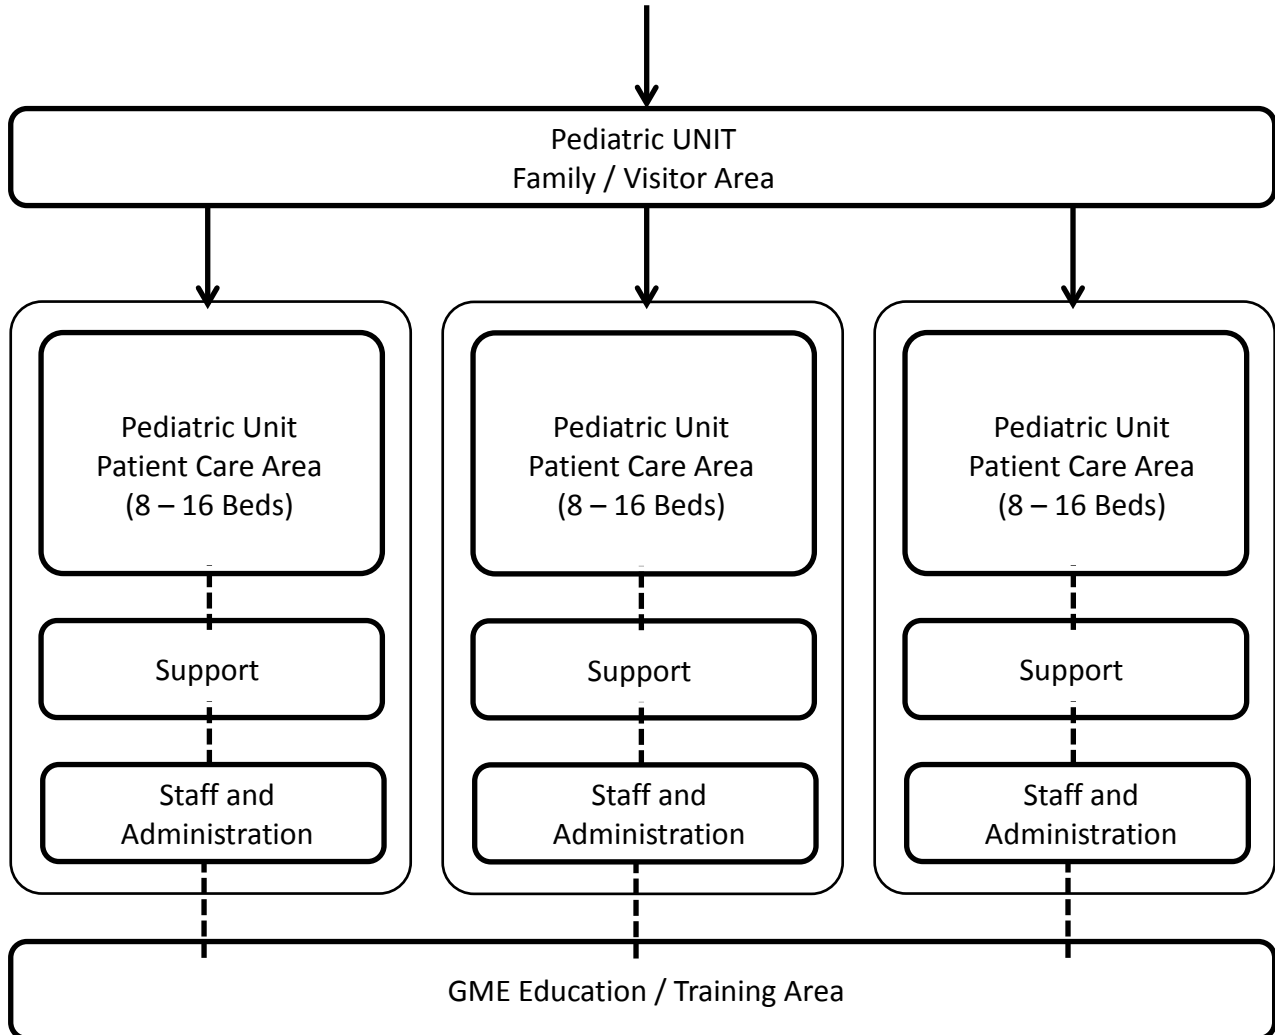 Pediatric UNIT
Family / Visitor Area
Pediatric Unit
Patient Care Area
(8 – 16 Beds)
Support
Staff and
Administration
Pediatric Unit
Patient Care Area
(8 – 16 Beds)
Support
Staff and
Administration
Pediatric Unit
Patient Care Area
(8 – 16 Beds)
Support
Staff and
Administration
GME Education / Training Area